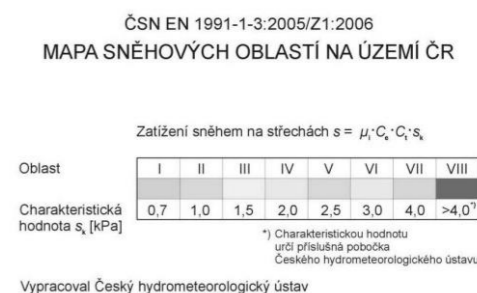 ČSN EN 1991-1-3:2005/Z1:2006
MAPA SNĚHOVÝCH OBLASTÍ NA ÚZEMÍ ČR
Zatížení sněhem na střechách s = μᵢ·Cₑ·Cₜ·sₖ
Oblast I II III IV V VI VII VIII
Charakteristická hodnota sₖ [kPa] 0,7 1,0 1,5 2,0 2,5 3,0 4,0 >4,0*)
*) Charakteristickou hodnotu
určí příslušná pobočka
Českého hydrometeorologického ústavu
Vypracoval Český hydrometeorologický ústav